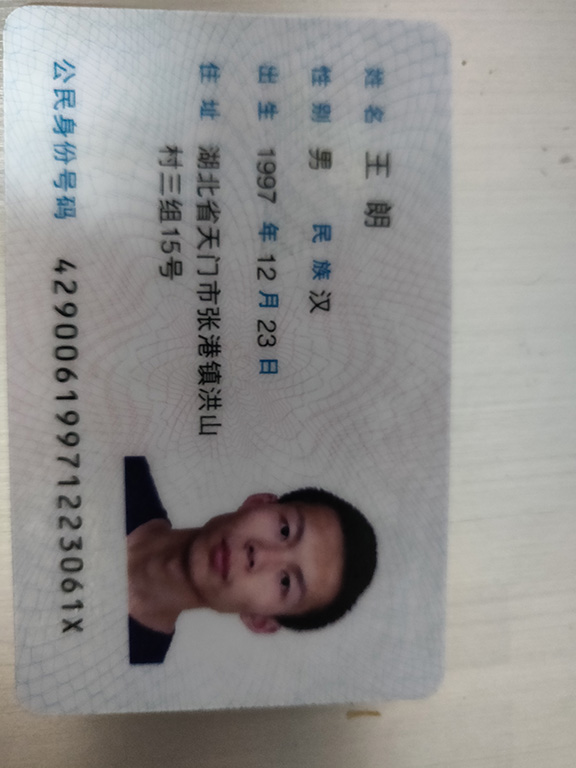 姓名 王朗
性别 男 民族 汉
出生 1997 年 12 月 23 日
住址 湖北省天门市张港镇洪山
村三组15号
公民身份号码 42900619971223061X